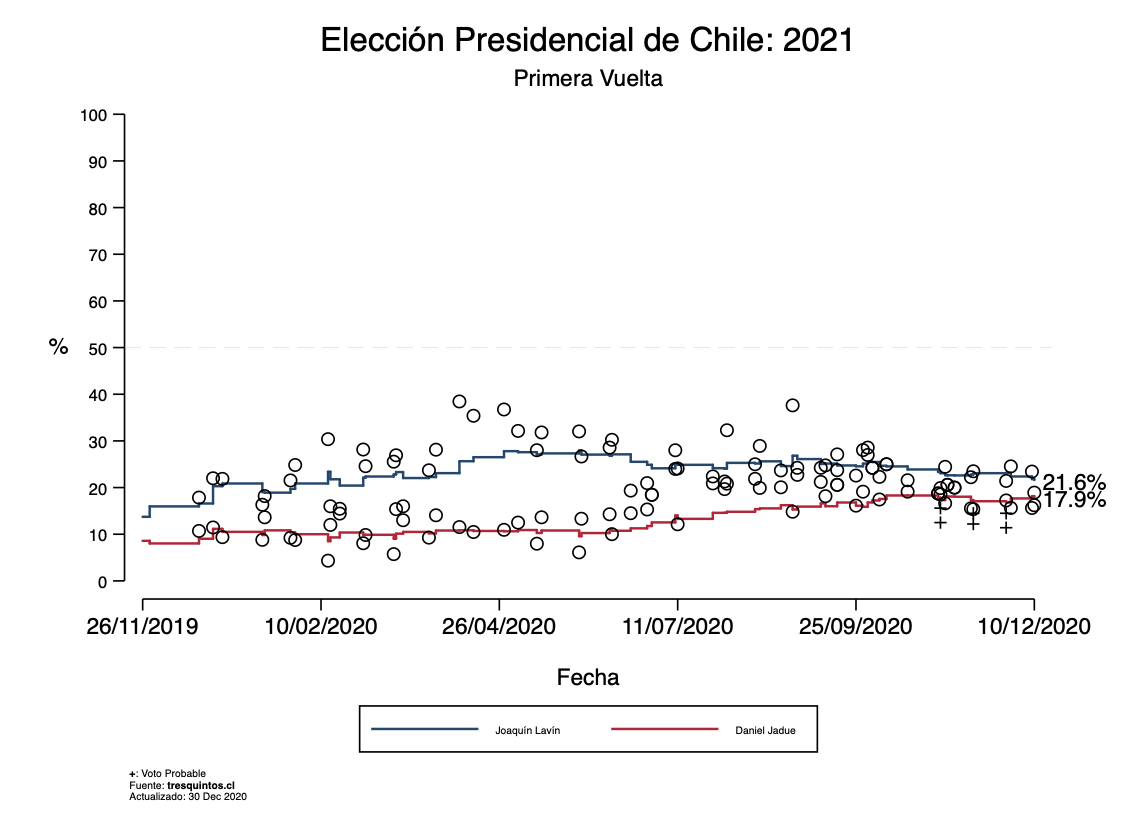 Elección Presidencial de Chile: 2021
Primera Vuelta
100
90
80
70
60
% 50
40
30
20
10
0
21.6%
17.9%
26/11/2019 10/02/2020 26/04/2020 11/07/2020 25/09/2020 10/12/2020
Fecha
Joaquín Lavín Daniel Jadue
+: Voto Probable
Fuente: tresquintos.cl
Actualizado: 30 Dec 2020